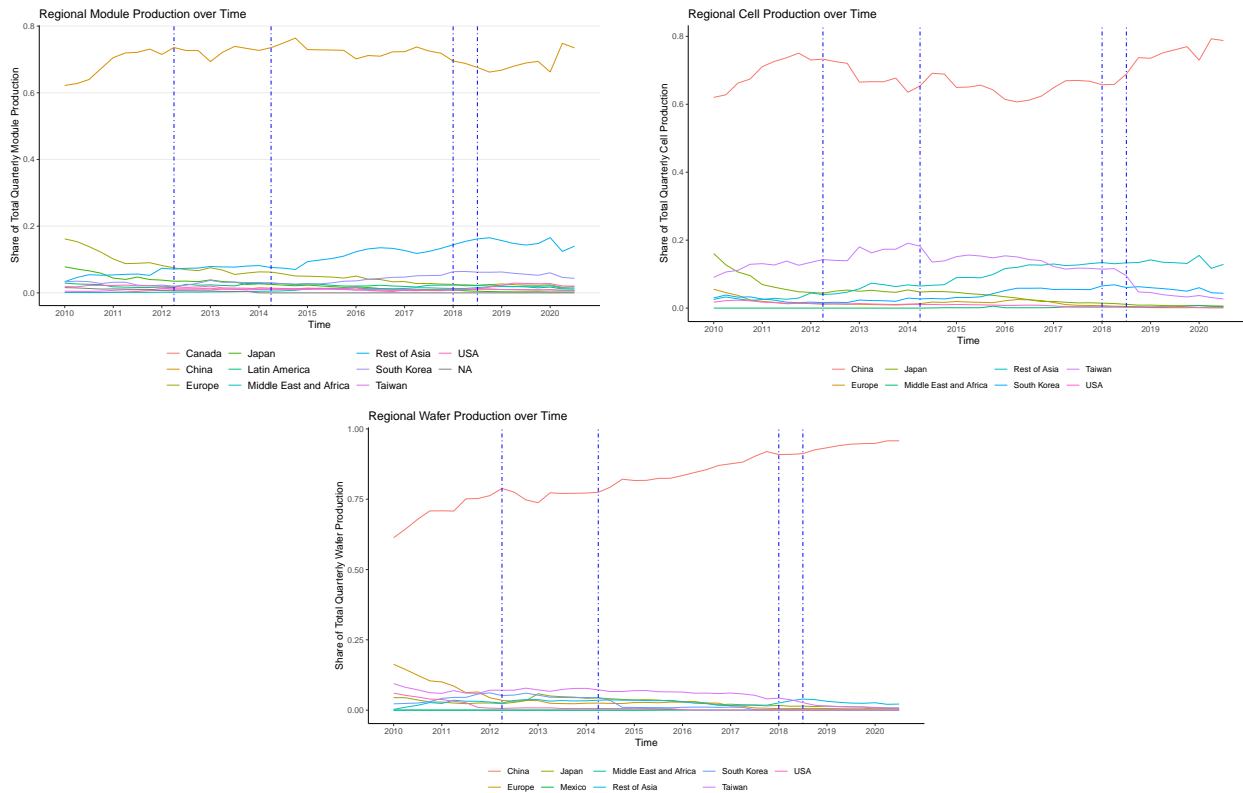 Regional Module Production over Time
Share of Total Quarterly Module Production
0.8
0.6
0.4
0.2
0.0
2010 2011 2012 2013 2014 2015 2016 2017 2018 2019 2020
Time
Canada Japan Rest of Asia USA
China Latin America South Korea NA
Europe Middle East and Africa Taiwan
Regional Cell Production over Time
Share of Total Quarterly Cell Production
0.8
0.6
0.4
0.2
0.0
2010 2011 2012 2013 2014 2015 2016 2017 2018 2019 2020
Time
China Japan Rest of Asia Taiwan
Europe Middle East and Africa South Korea USA
Regional Wafer Production over Time
Share of Total Quarterly Wafer Production
1.00
0.75
0.50
0.25
0.00
2010 2011 2012 2013 2014 2015 2016 2017 2018 2019 2020
Time
China Japan Middle East and Africa South Korea USA
Europe Mexico Rest of Asia Taiwan